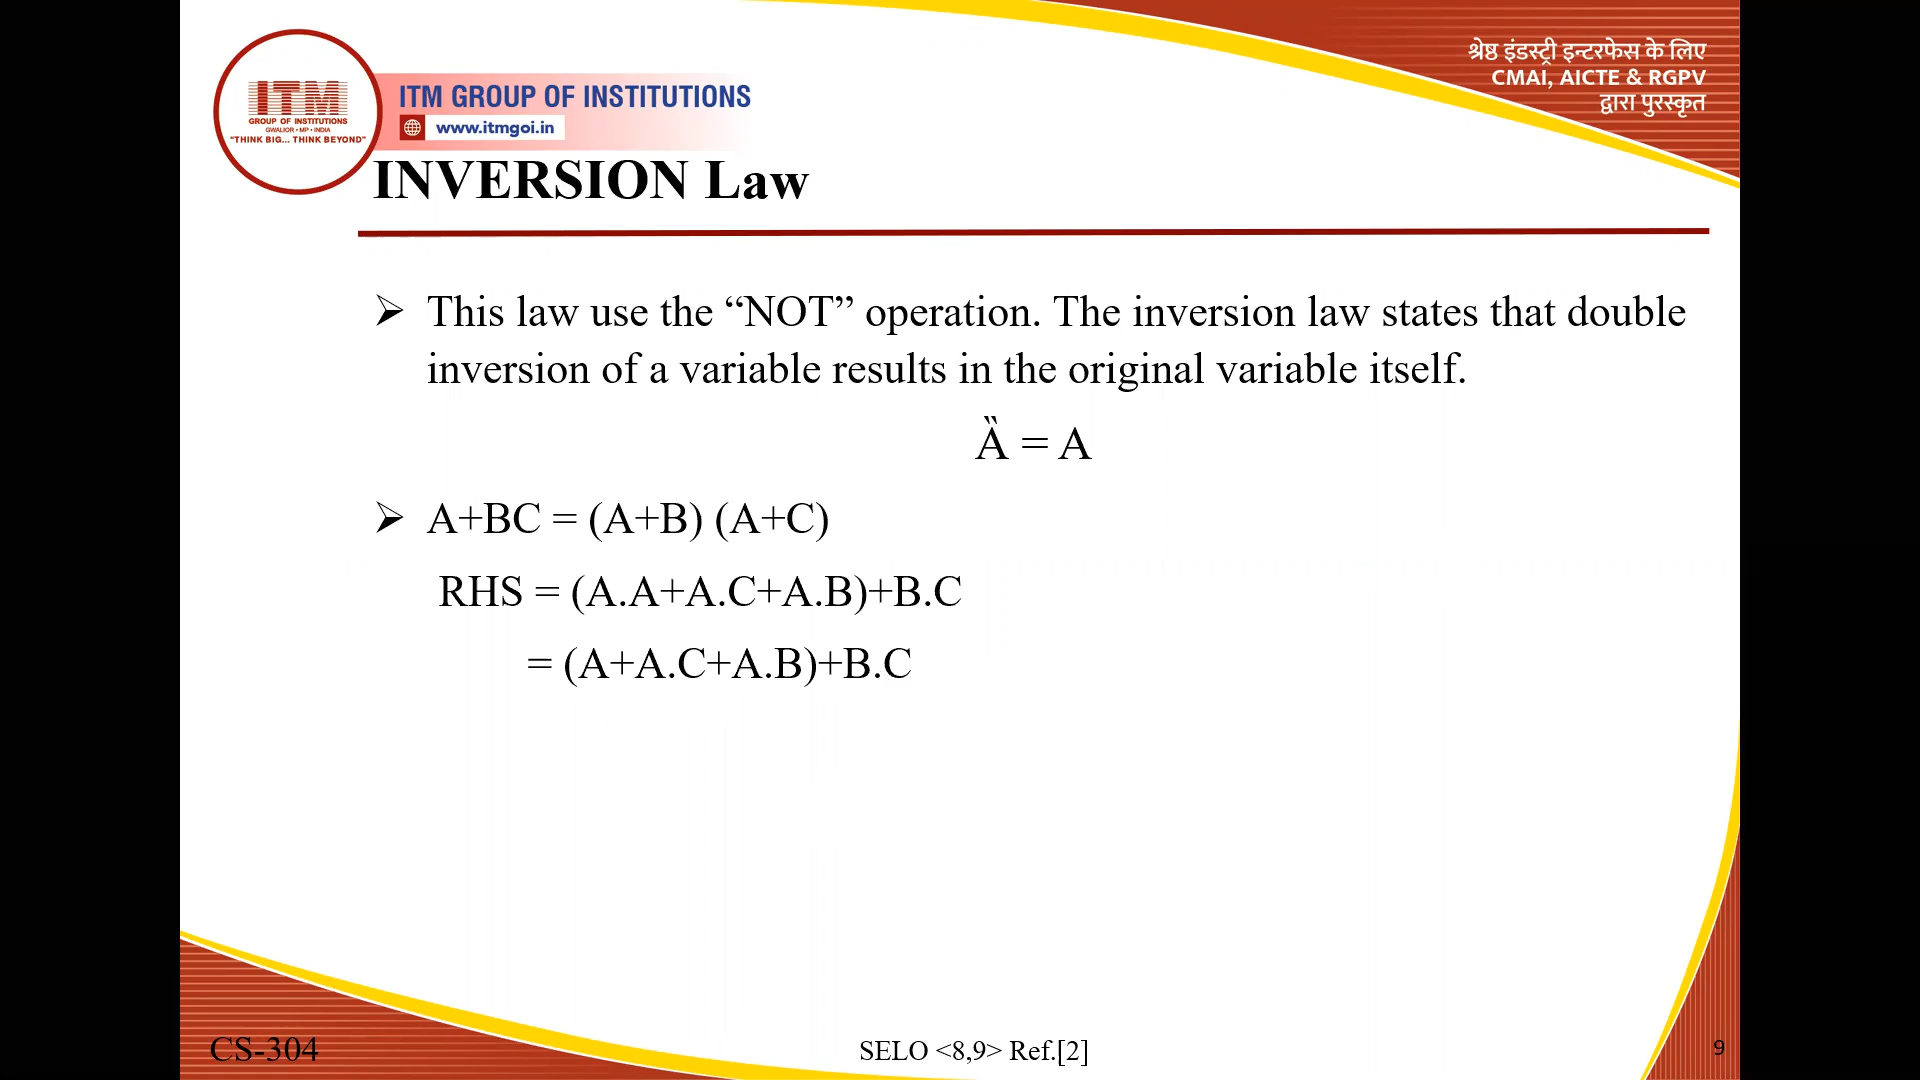 ITM
GROUP OF INSTITUTIONS
GWALIOR • MP • INDIA
"THINK BIG... THINK BEYOND"
ITM GROUP OF INSTITUTIONS
www.itmgoi.in
श्रेष्ठ इंडस्ट्री इन्टरफेस के लिए
CMAI, AICTE & RGPV
द्वारा पुरस्कृत
INVERSION Law
➢ This law use the “NOT” operation. The inversion law states that double
inversion of a variable results in the original variable itself.
Ȁ = A
➢ A+BC = (A+B) (A+C)
RHS = (A.A+A.C+A.B)+B.C
= (A+A.C+A.B)+B.C
CS-304
SELO <8,9> Ref.[2]
9